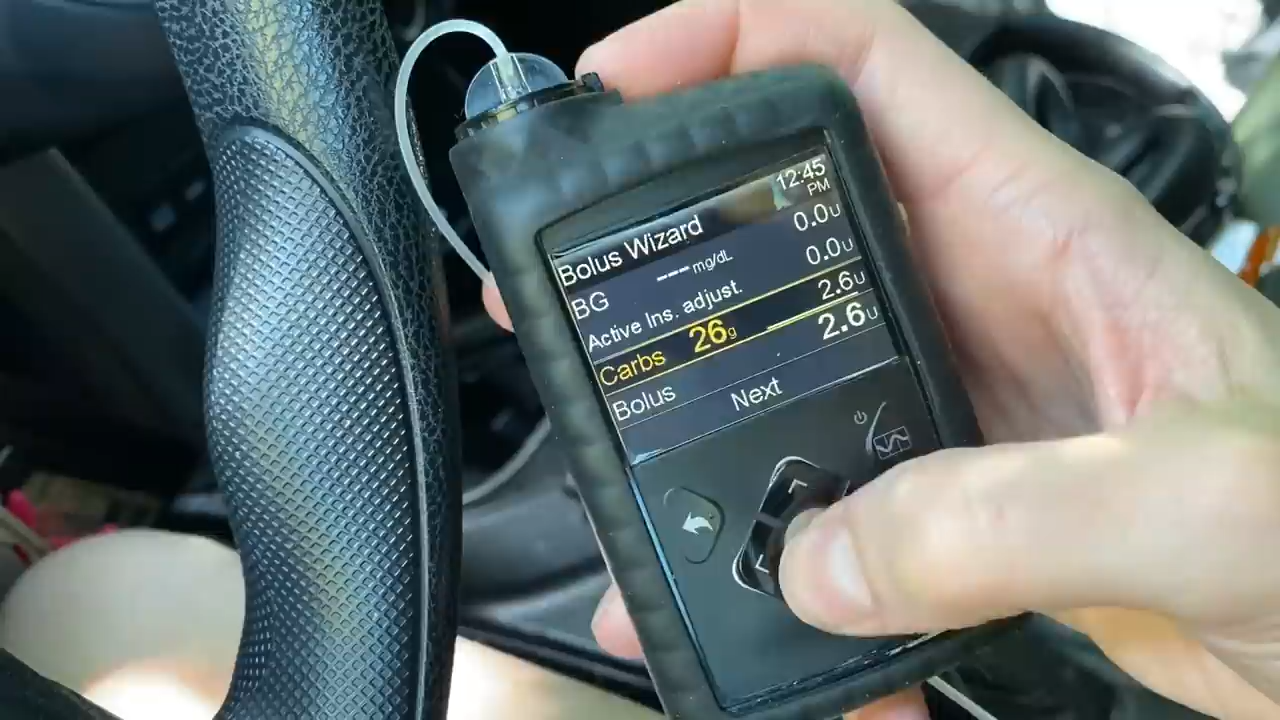 12:45
PM
Bolus Wizard
BG --- mg/dL 0.0u
Active Ins. adjust. 0.0u
Carbs 26g 2.6u
Bolus 2.6u
Next